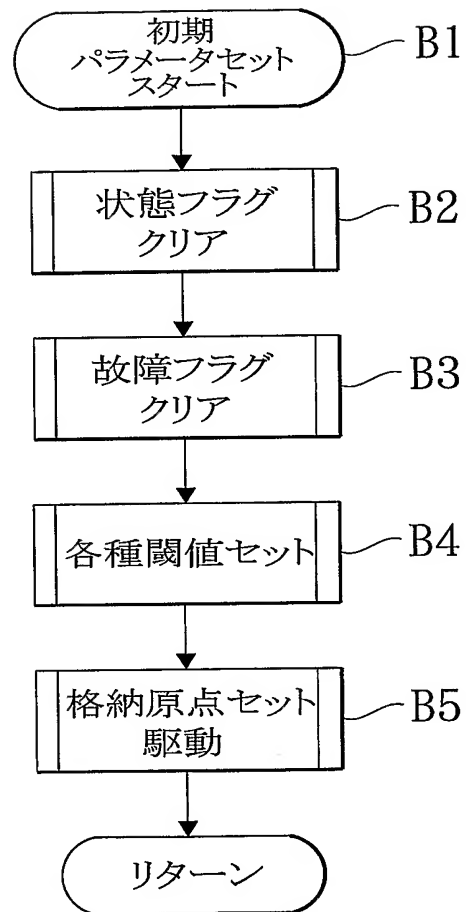 初期
パラメータセット
スタート
B1
状態フラグ
クリア
B2
故障フラグ
クリア
B3
各種閾値セット
B4
格納原点セット
駆動
B5
リターン